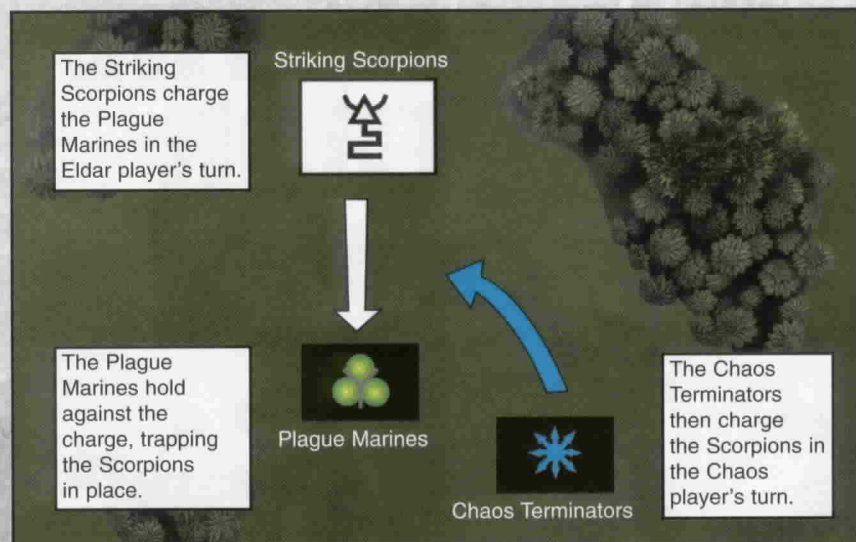 The Striking
Scorpions charge
the Plague
Marines in the
Eldar player's turn.
Striking Scorpions
The Plague
Marines hold
against the
charge, trapping
the Scorpions
in place.
Plague Marines
Chaos Terminators
The Chaos
Terminators
then charge
the Scorpions in
the Chaos
player's turn.